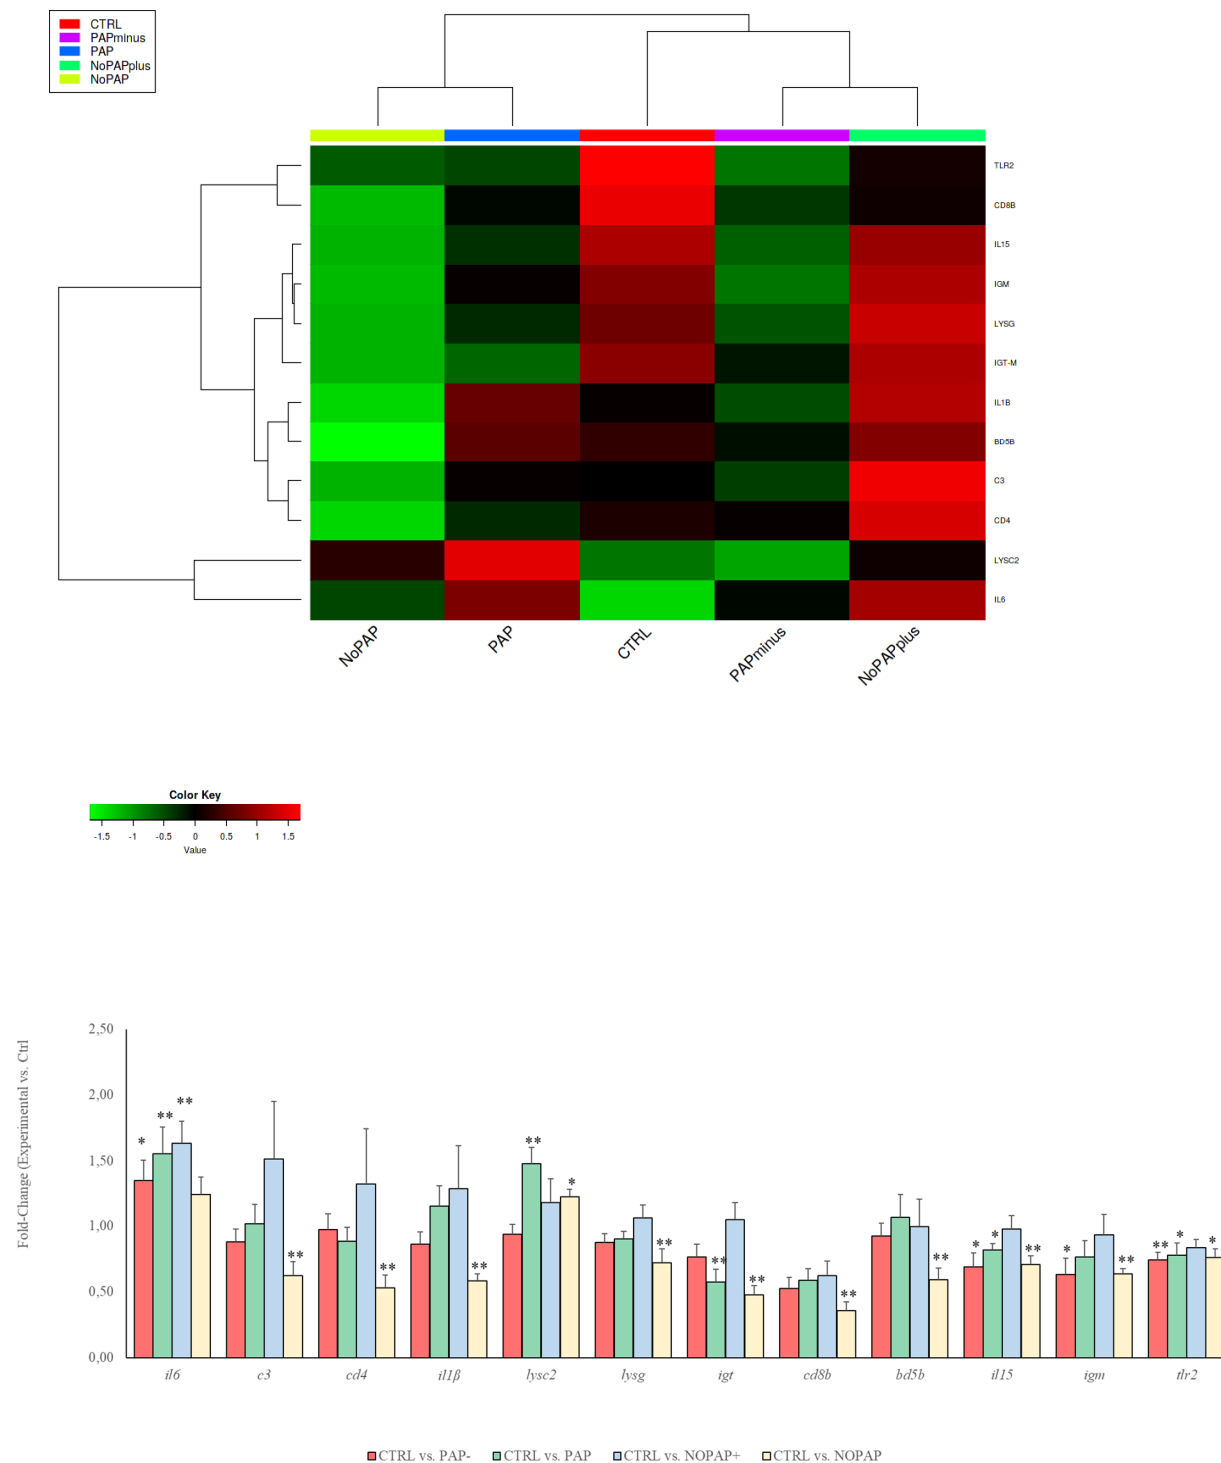 CTRL
PAPminus
PAP
NoPAPplus
NoPAP
TLR2
CD8B
IL15
IGM
LYSG
IGT-M
IL1B
BD5B
C3
CD4
LYSC2
IL6
NoPAP PAP CTRL PAPminus NoPAPplus
Color Key
-1.5 -1 -0.5 0 0.5 1 1.5
Value
Fold-Change (Experimental vs. Ctrl
2,50
2,00
1,50
1,00
0,50
0,00
* ** **
**
**
**
** *
**
** **
**
**
* * **
* **
** * *
il6 c3 cd4 il1β lysc2 lysg igt cd8b bd5b il15 igm tlr2
CTRL vs. PAP- CTRL vs. PAP CTRL vs. NOPAP+ CTRL vs. NOPAP